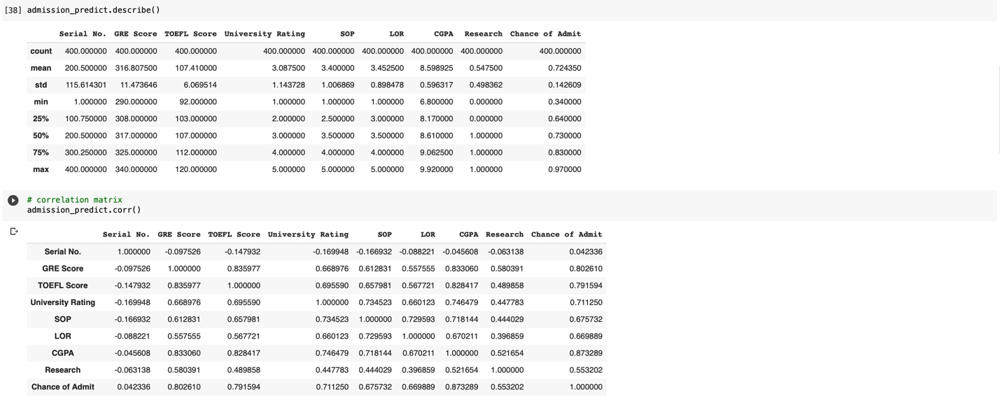 [38] admission_predict.describe()
Serial No. GRE Score TOEFL Score University Rating SOP LOR CGPA Research Chance of Admit
count 400.000000 400.000000 400.000000 400.000000 400.000000 400.000000 400.000000 400.000000 400.000000
mean 200.500000 316.807500 107.410000 3.087500 3.400000 3.452500 8.598925 0.547500 0.724350
std 115.614301 11.473646 6.069514 1.143728 1.006869 0.898478 0.596317 0.498362 0.142609
min 1.000000 290.000000 92.000000 1.000000 1.000000 1.000000 6.800000 0.000000 0.340000
25% 100.750000 308.000000 103.000000 2.000000 2.500000 3.000000 8.170000 0.000000 0.640000
50% 200.500000 317.000000 107.000000 3.000000 3.500000 3.500000 8.610000 1.000000 0.730000
75% 300.250000 325.000000 112.000000 4.000000 4.000000 4.000000 9.062500 1.000000 0.830000
max 400.000000 340.000000 120.000000 5.000000 5.000000 5.000000 9.920000 1.000000 0.970000
# correlation matrix
admission_predict.corr()
Serial No. GRE Score TOEFL Score University Rating SOP LOR CGPA Research Chance of Admit
Serial No. 1.000000 -0.097526 -0.147932 -0.169948 -0.166932 -0.088221 -0.045608 -0.063138 0.042336
GRE Score -0.097526 1.000000 0.835977 0.668976 0.612831 0.557555 0.833060 0.580391 0.802610
TOEFL Score -0.147932 0.835977 1.000000 0.695590 0.657981 0.567721 0.828417 0.489858 0.791594
University Rating -0.169948 0.668976 0.695590 1.000000 0.734523 0.660123 0.746479 0.447783 0.711250
SOP -0.166932 0.612831 0.657981 0.734523 1.000000 0.729593 0.718144 0.444029 0.675732
LOR -0.088221 0.557555 0.567721 0.660123 0.729593 1.000000 0.670211 0.396859 0.669889
CGPA -0.045608 0.833060 0.828417 0.746479 0.718144 0.670211 1.000000 0.521654 0.873289
Research -0.063138 0.580391 0.489858 0.447783 0.444029 0.396859 0.521654 1.000000 0.553202
Chance of Admit 0.042336 0.802610 0.791594 0.711250 0.675732 0.669889 0.873289 0.553202 1.000000